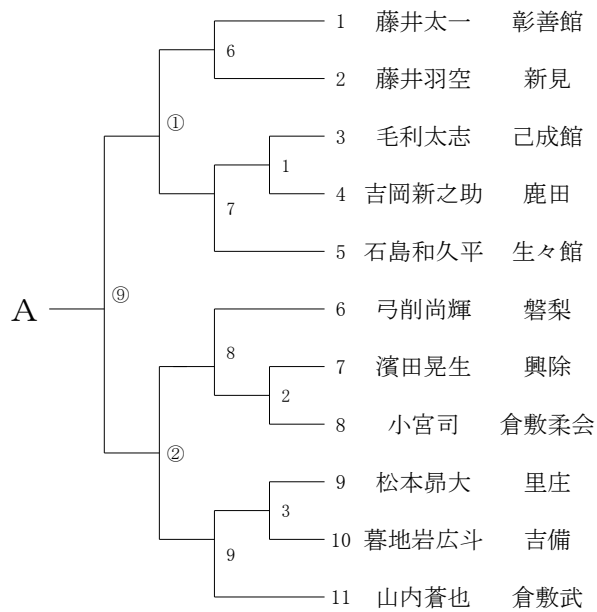 1 藤井太一 彰善館
6
2 藤井羽空 新見
①
3 毛利太志 己成館
1
4 吉岡新之助 鹿田
7
5 石島和久平 生々館
A ⑨
6 弓削尚輝 磐梨
8
7 濱田晃生 興除
2
8 小宮司 倉敷柔会
②
9 松本昴大 里庄
3
10 暮地岩広斗 吉備
9
11 山内蒼也 倉敷武